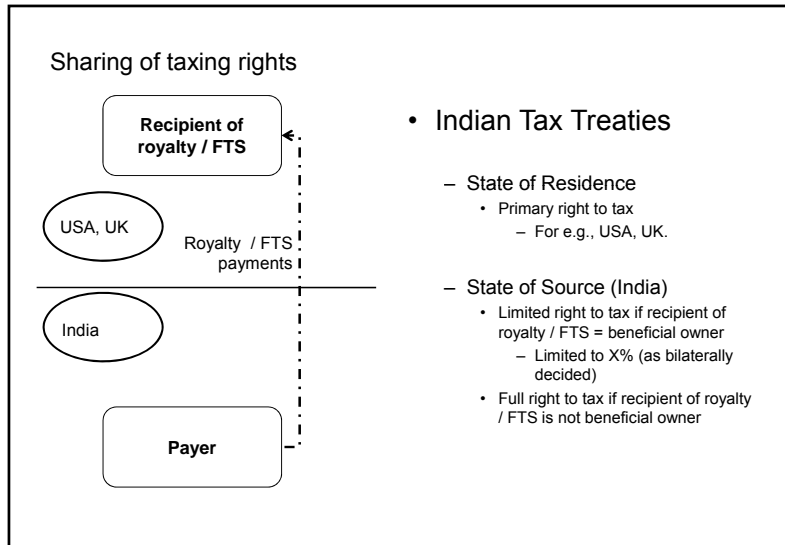 Sharing of taxing rights
Recipient of
royalty / FTS
USA, UK
Royalty / FTS
payments
India
Payer
• Indian Tax Treaties
– State of Residence
• Primary right to tax
– For e.g., USA, UK.
– State of Source (India)
• Limited right to tax if recipient of
royalty / FTS = beneficial owner
– Limited to X% (as bilaterally
decided)
• Full right to tax if recipient of royalty
/ FTS is not beneficial owner